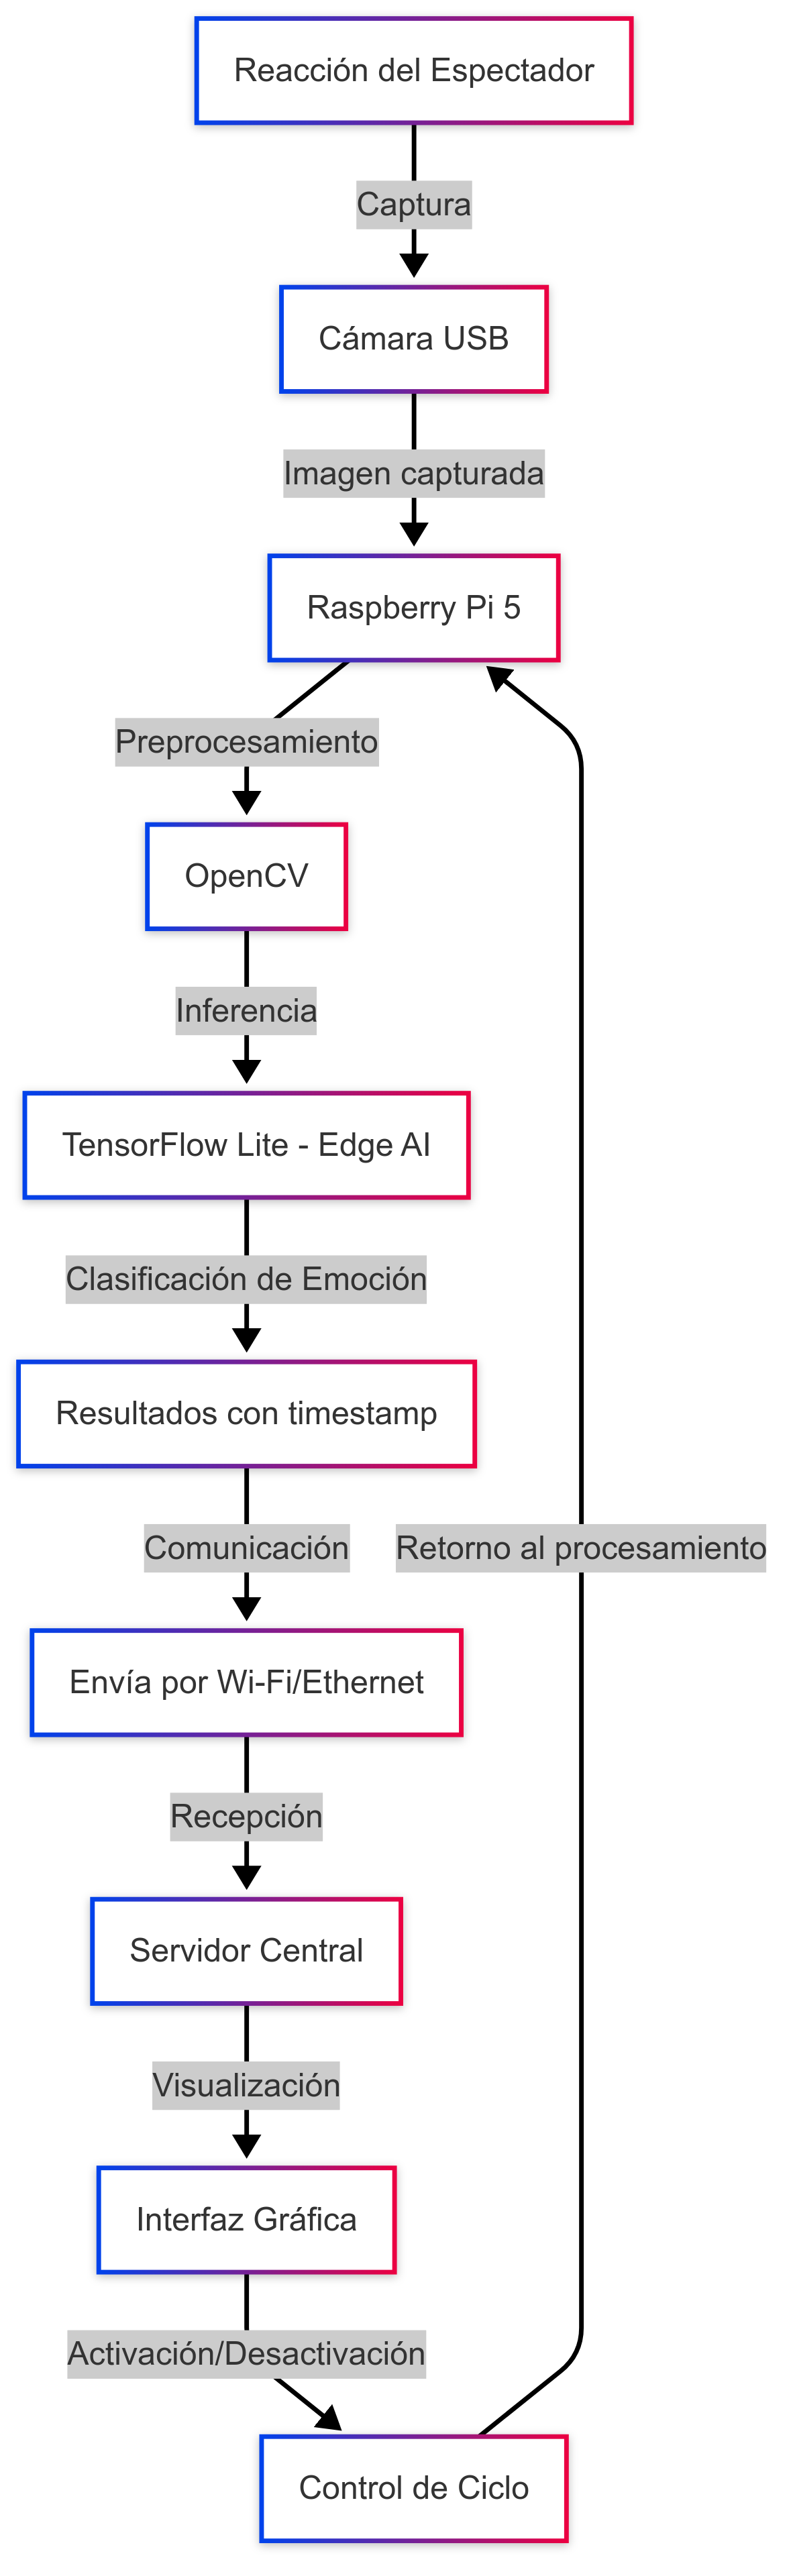 Reacción del Espectador
Captura
Cámara USB
Imagen capturada
Raspberry Pi 5
Preprocesamiento
OpenCV
Inferencia
TensorFlow Lite - Edge AI
Clasificación de Emoción
Resultados con timestamp
Comunicación
Retorno al procesamiento
Envía por Wi-Fi/Ethernet
Recepción
Servidor Central
Visualización
Interfaz Gráfica
Activación/Desactivación
Control de Ciclo